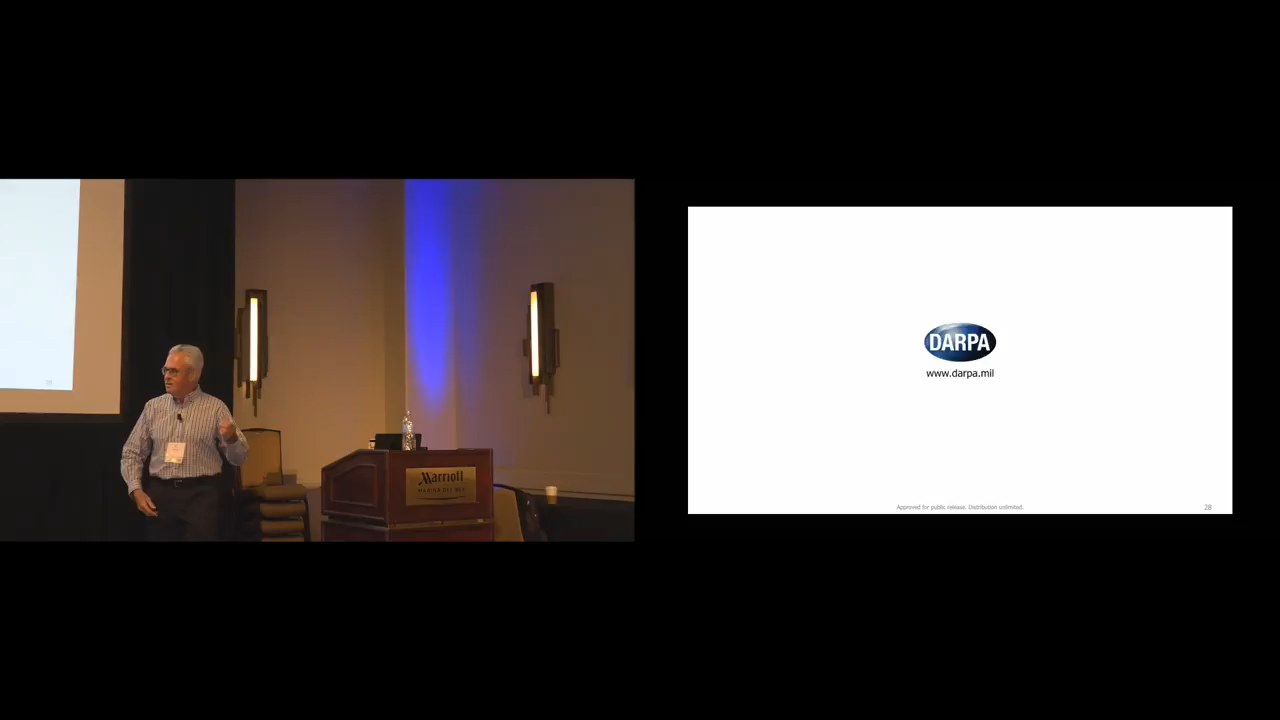 Marriott
DARPA
www.darpa.mil
Approved for public release. Distribution unlimited.
28